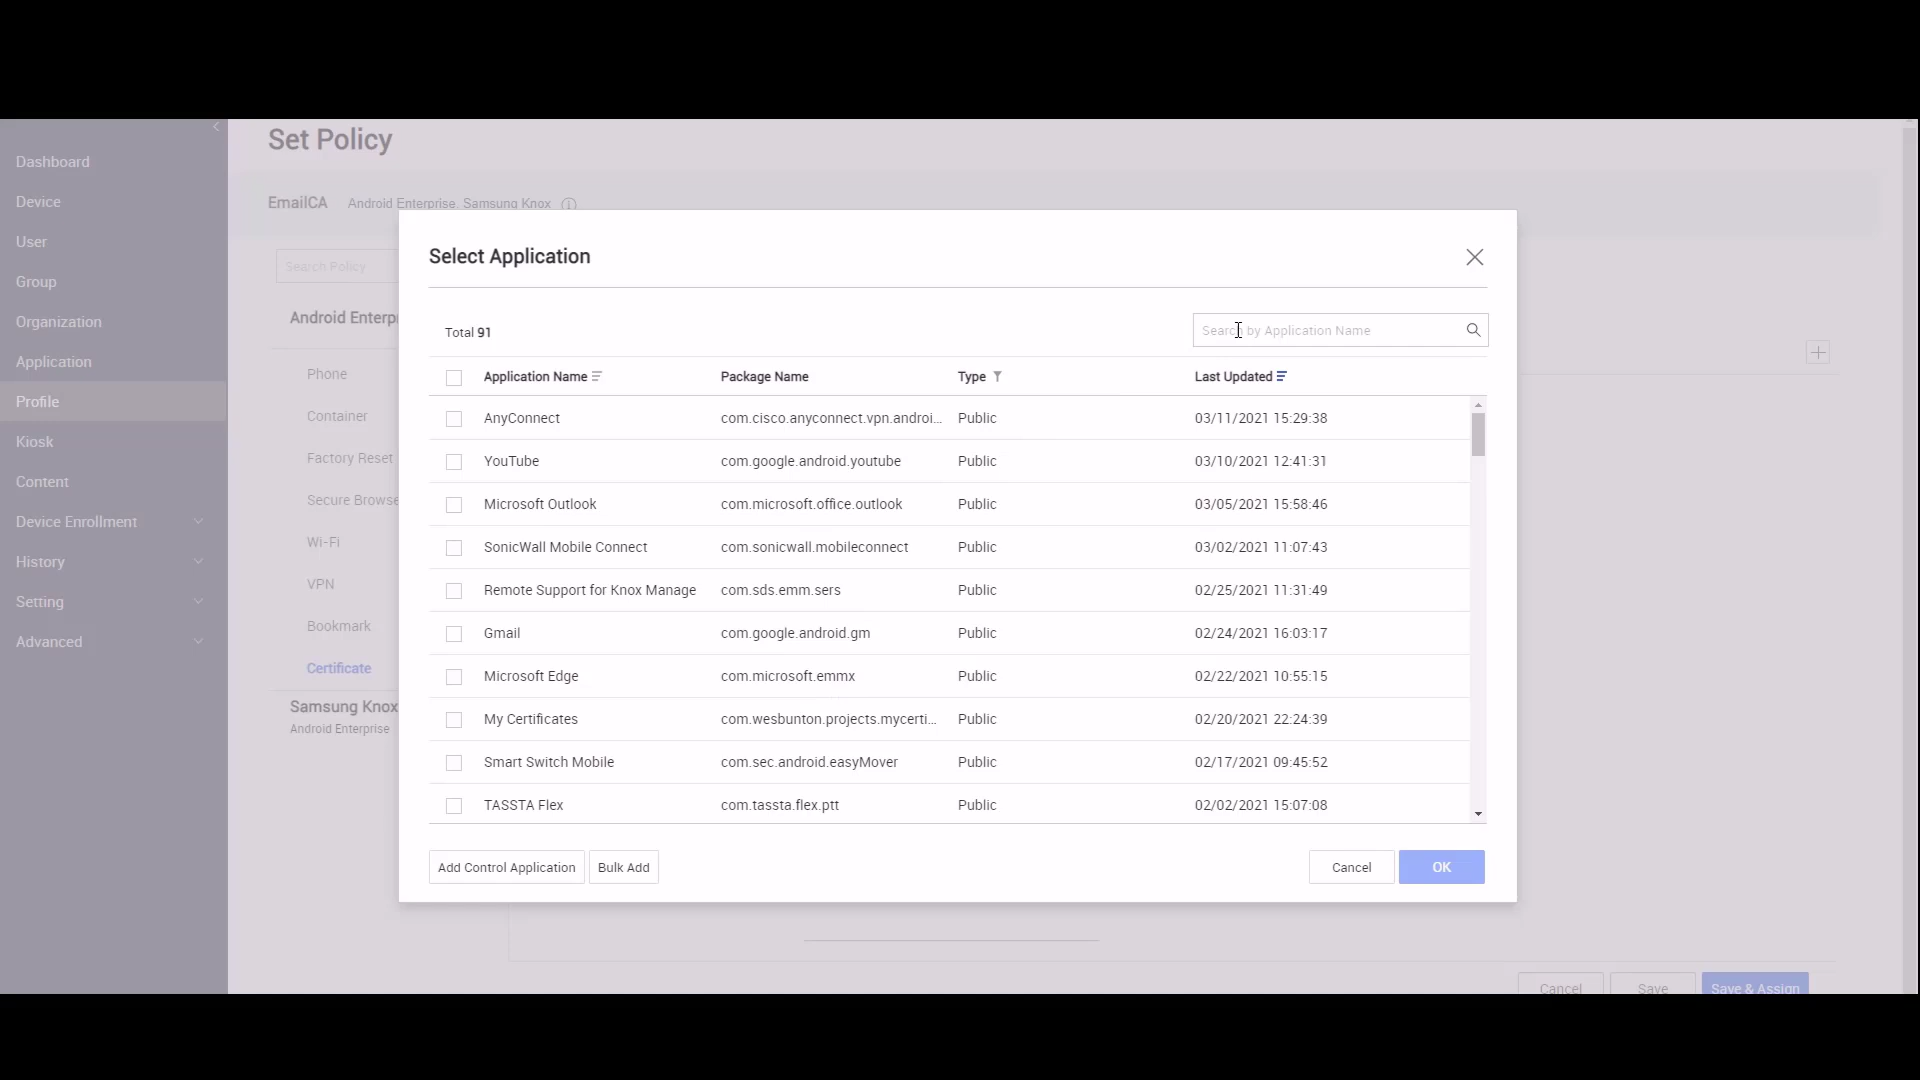 Set Policy
Dashboard
Device
User
Group
Organization
Application
Profile
Kiosk
Content
Device Enrollment
History
Setting
Advanced
EmailCA Android Enterprise, Samsung Knox
Search Policy
Android Enterp
Phone
Container
Factory Reset
Secure Browse
Wi-Fi
VPN
Bookmark
Certificate
Samsung Knox
Android Enterprise
Select Application
Total 91
Search by Application Name
Application Name Package Name Type Last Updated
AnyConnect com.cisco.anyconnect.vpn.androi... Public 03/11/2021 15:29:38
YouTube com.google.android.youtube Public 03/10/2021 12:41:31
Microsoft Outlook com.microsoft.office.outlook Public 03/05/2021 15:58:46
SonicWall Mobile Connect com.sonicwall.mobileconnect Public 03/02/2021 11:07:43
Remote Support for Knox Manage com.sds.emm.sers Public 02/25/2021 11:31:49
Gmail com.google.android.gm Public 02/24/2021 16:03:17
Microsoft Edge com.microsoft.emmx Public 02/22/2021 10:55:15
My Certificates com.wesbunton.projects.mycerti... Public 02/20/2021 22:24:39
Smart Switch Mobile com.sec.android.easyMover Public 02/17/2021 09:45:52
TASSTA Flex com.tassta.flex.ptt Public 02/02/2021 15:07:08
Add Control Application Bulk Add Cancel OK
Cancel Save Save & Assign